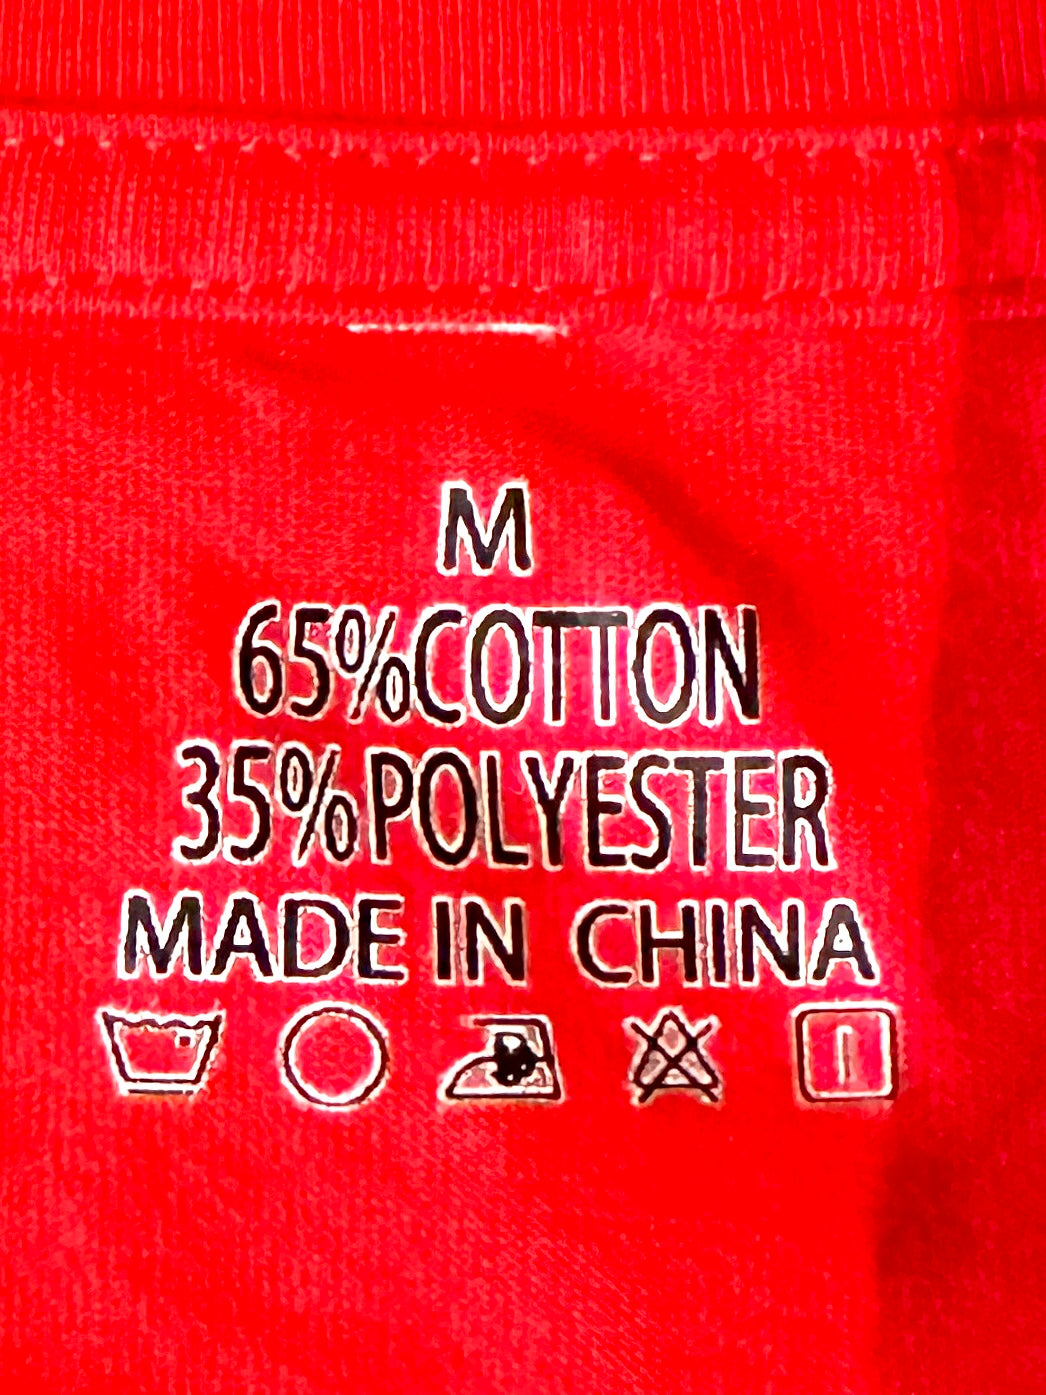 M
65%COTTON
35%POLYESTER
MADE IN CHINA